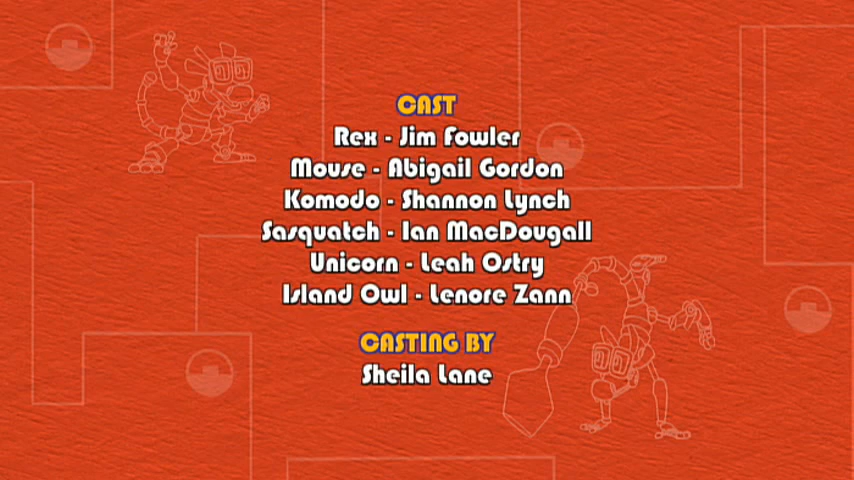 CAST
Rex - Jim Fowler
Mouse - Abigail Gordon
Komodo - Shannon Lynch
Sasquatch - Ian MacDougall
Unicorn - Leah Ostry
Island Owl - Lenore Zann
CASTING BY
Sheila Lane